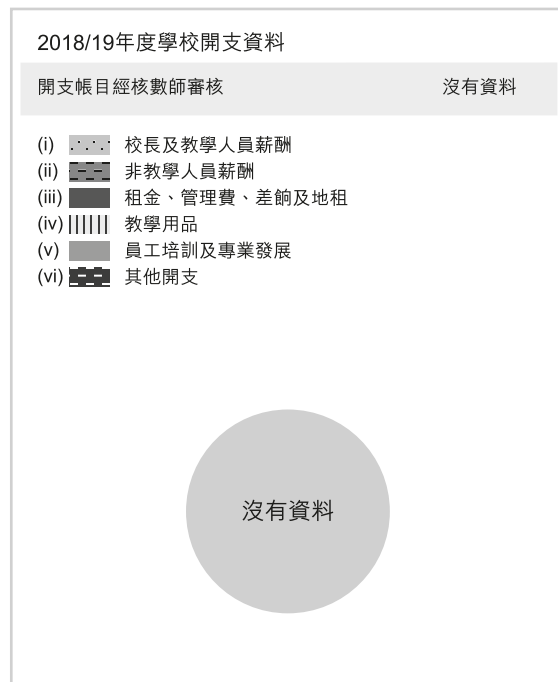 2018/19年度學校開支資料
開支帳目經核數師審核 沒有資料
(i) 校長及教學人員薪酬
(ii) 非教學人員薪酬
(iii) 租金、管理費、差餉及地租
(iv) 教學用品
(v) 員工培訓及專業發展
(vi) 其他開支
沒有資料